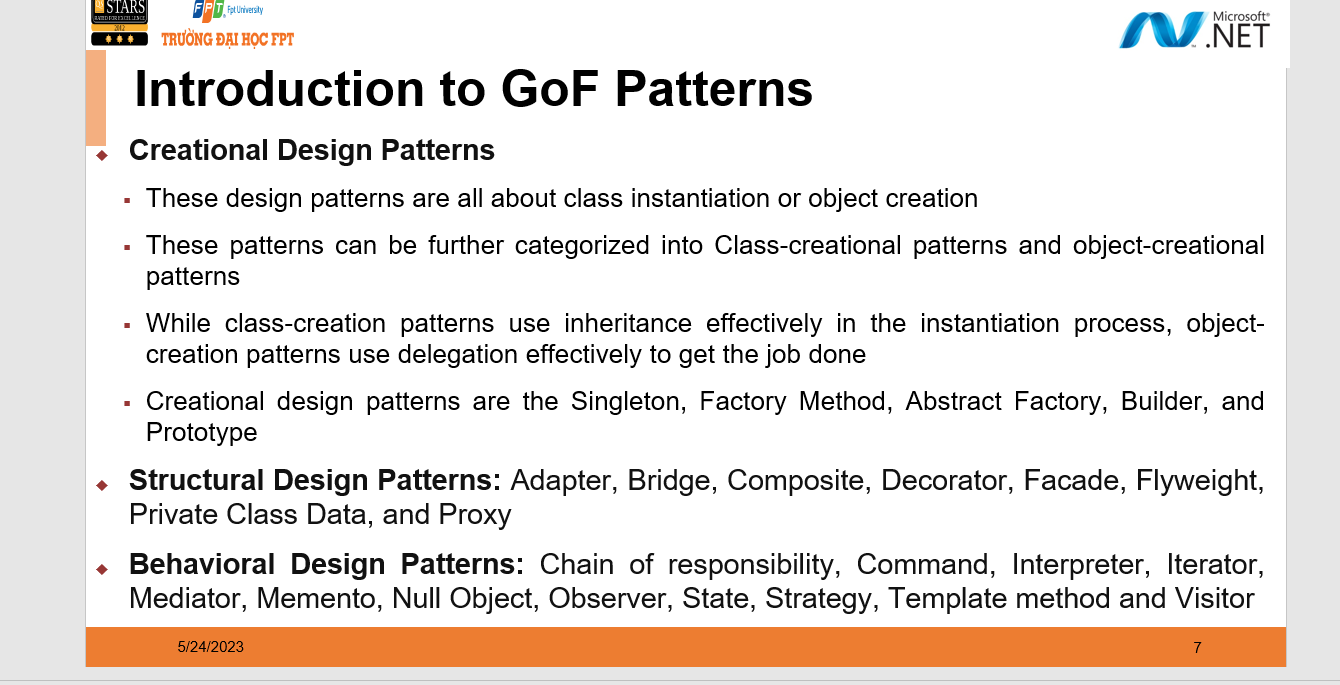 STARS
RATED FOR EXCELLENCE
2012
FPT Fpt University
TRƯỜNG ĐẠI HỌC FPT
Microsoft®
.NET
Introduction to GoF Patterns
Creational Design Patterns
These design patterns are all about class instantiation or object creation
These patterns can be further categorized into Class-creational patterns and object-creational
patterns
While class-creation patterns use inheritance effectively in the instantiation process, object-
creation patterns use delegation effectively to get the job done
Creational design patterns are the Singleton, Factory Method, Abstract Factory, Builder, and
Prototype
Structural Design Patterns: Adapter, Bridge, Composite, Decorator, Facade, Flyweight,
Private Class Data, and Proxy
Behavioral Design Patterns: Chain of responsibility, Command, Interpreter, Iterator,
Mediator, Memento, Null Object, Observer, State, Strategy, Template method and Visitor
5/24/2023
7